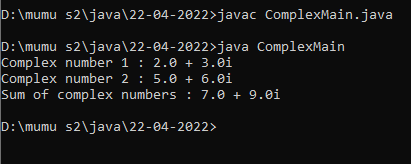 D:\mumu s2\java\22-04-2022>javac ComplexMain.java
D:\mumu s2\java\22-04-2022>java ComplexMain
Complex number 1 : 2.0 + 3.0i
Complex number 2 : 5.0 + 6.0i
Sum of complex numbers : 7.0 + 9.0i
D:\mumu s2\java\22-04-2022>